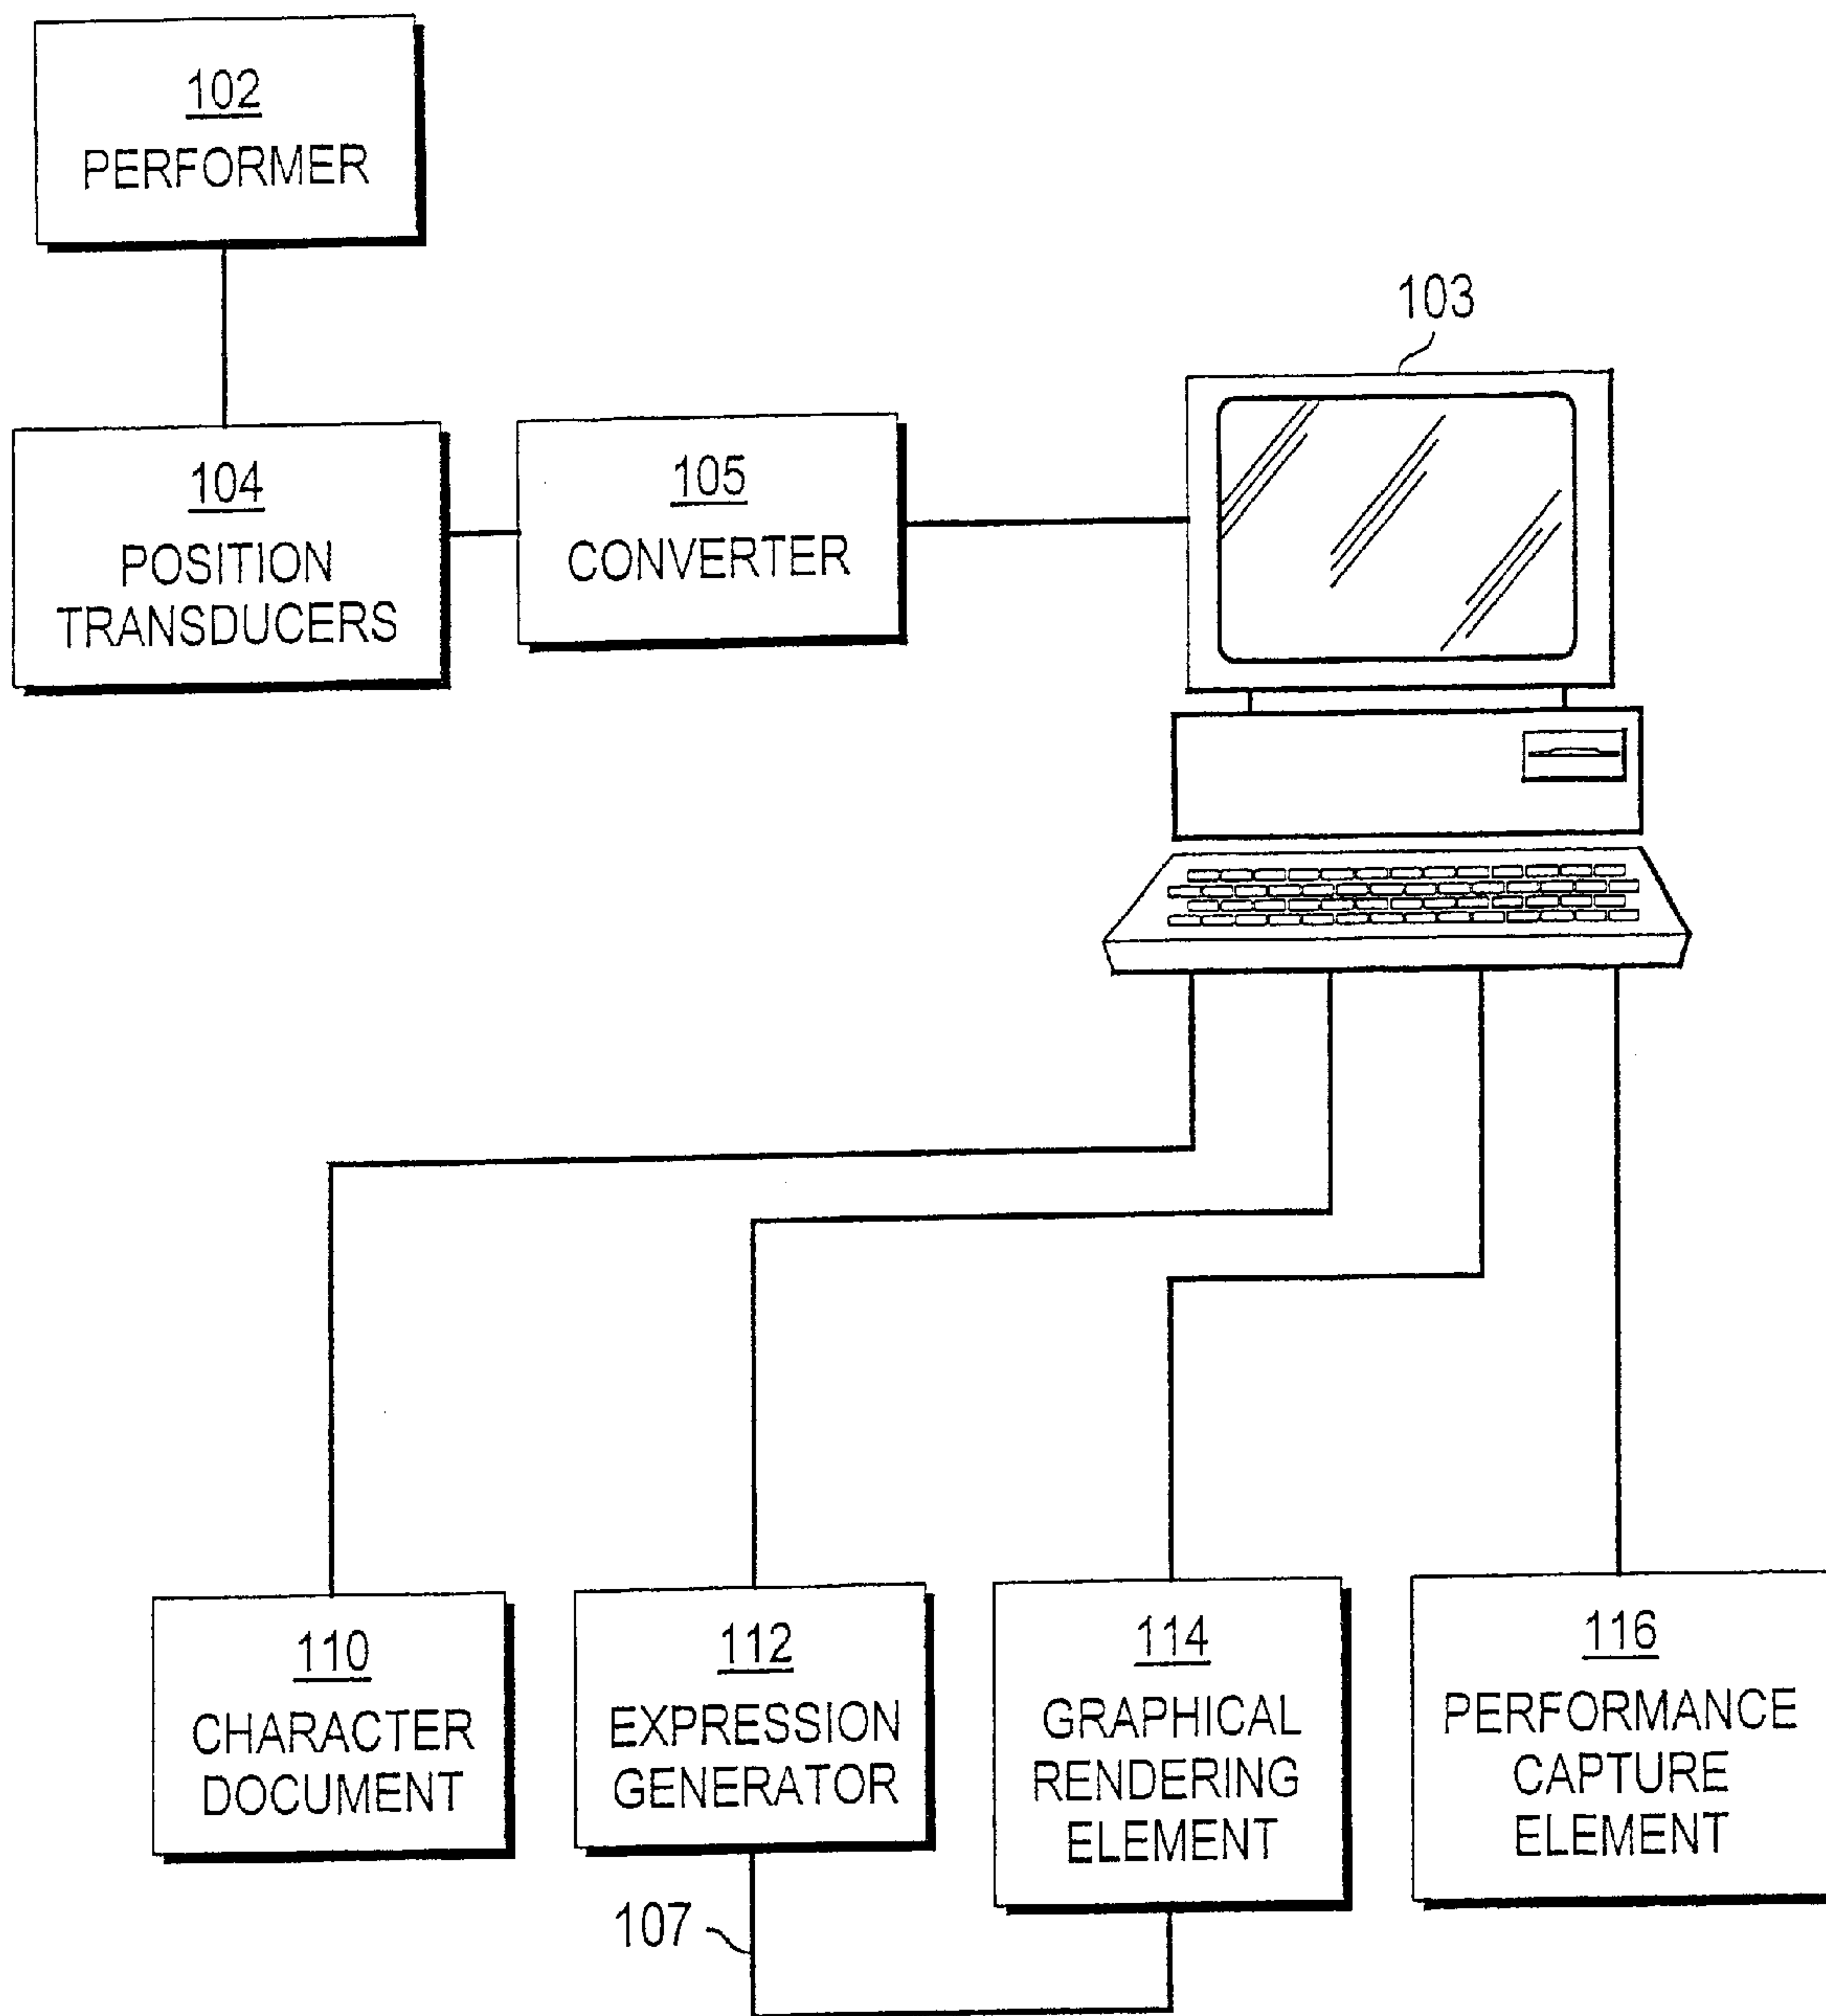 102
PERFORMER
103
104
POSITION
TRANSDUCERS
105
CONVERTER
110
CHARACTER
DOCUMENT
112
EXPRESSION
GENERATOR
114
GRAPHICAL
RENDERING
ELEMENT
116
PERFORMANCE
CAPTURE
ELEMENT
107